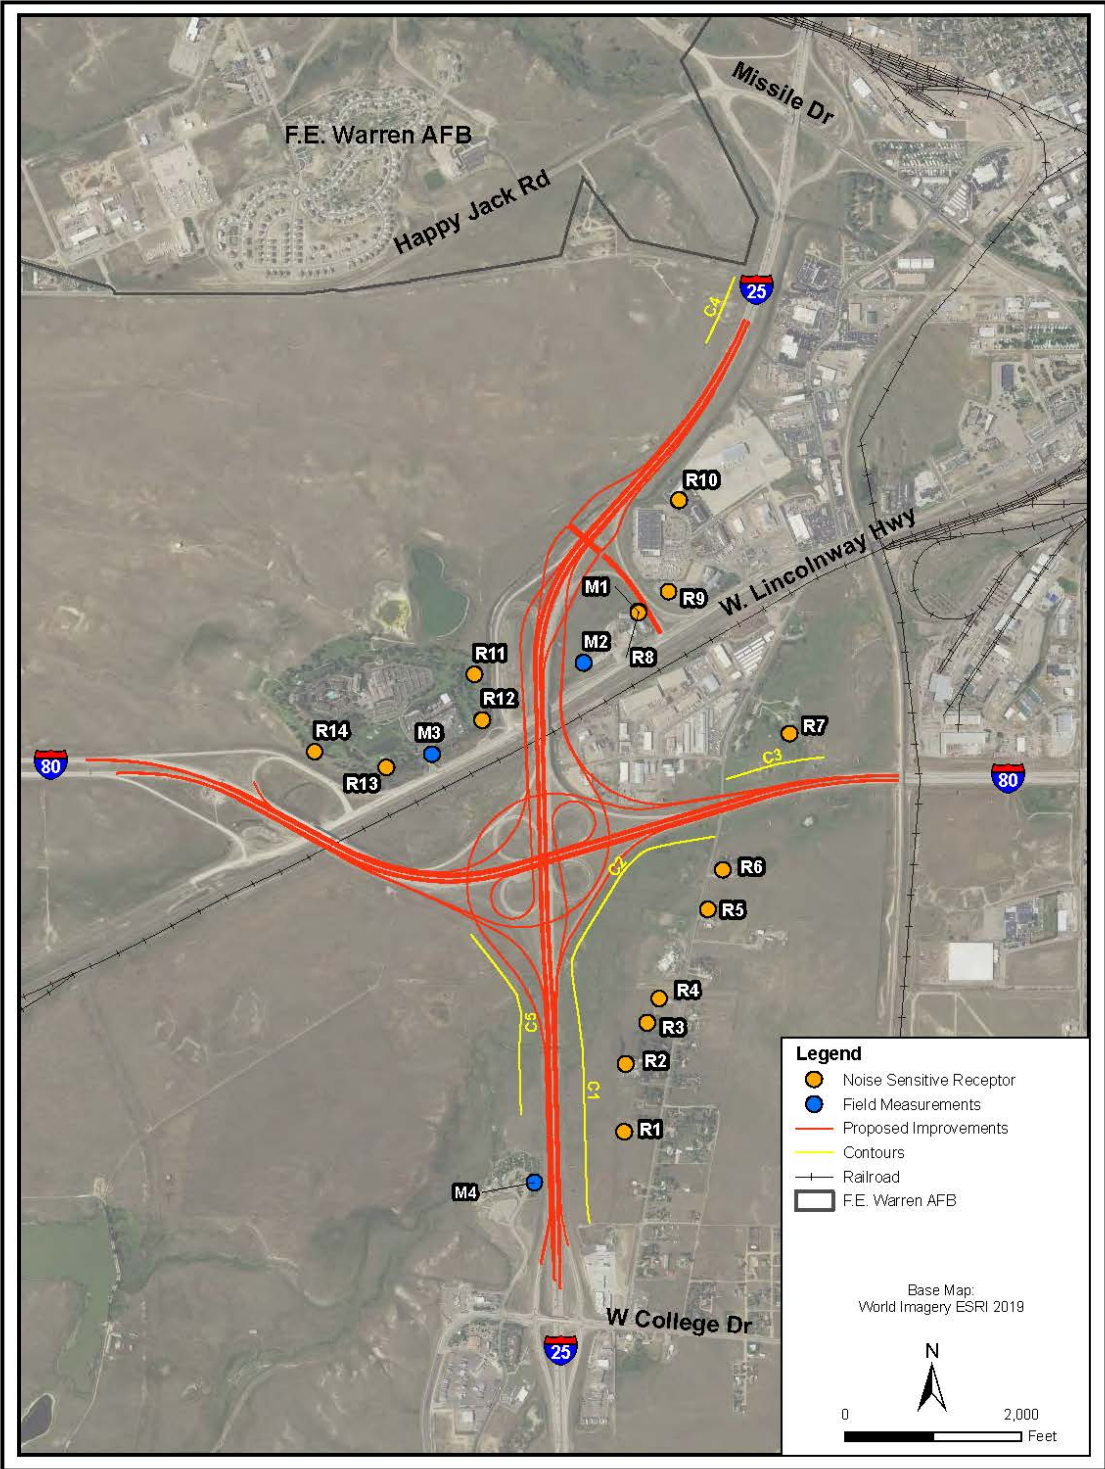 Missile Dr
F.E. Warren AFB
Happy Jack Rd
C4
25
R10
W. Lincolnway Hwy
M1
R9
M2
R8
R11
R12
R14
M3
R7
C3
80
R13
80
C2
R6
R5
R4
C5
R3
R2
C1
R1
M4
W College Dr
25
Legend
Noise Sensitive Receptor
Field Measurements
Proposed Improvements
Contours
Railroad
F.E. Warren AFB
Base Map:
World Imagery ESRI 2019
N
0 2,000
Feet